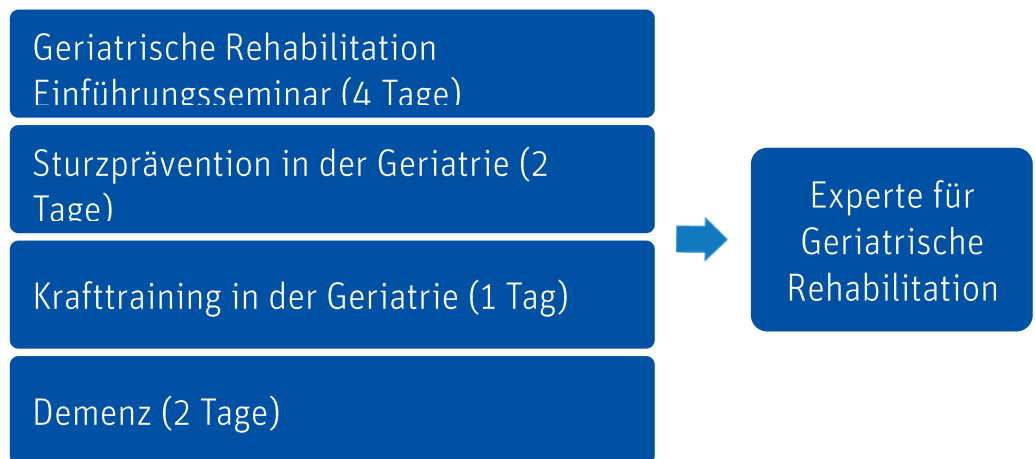 Geriatrische Rehabilitation
Einführungsseminar (4 Tage)
Sturzprävention in der Geriatrie (2
Tage)
Krafttraining in der Geriatrie (1 Tag)
Demenz (2 Tage)
Experte für
Geriatrische
Rehabilitation